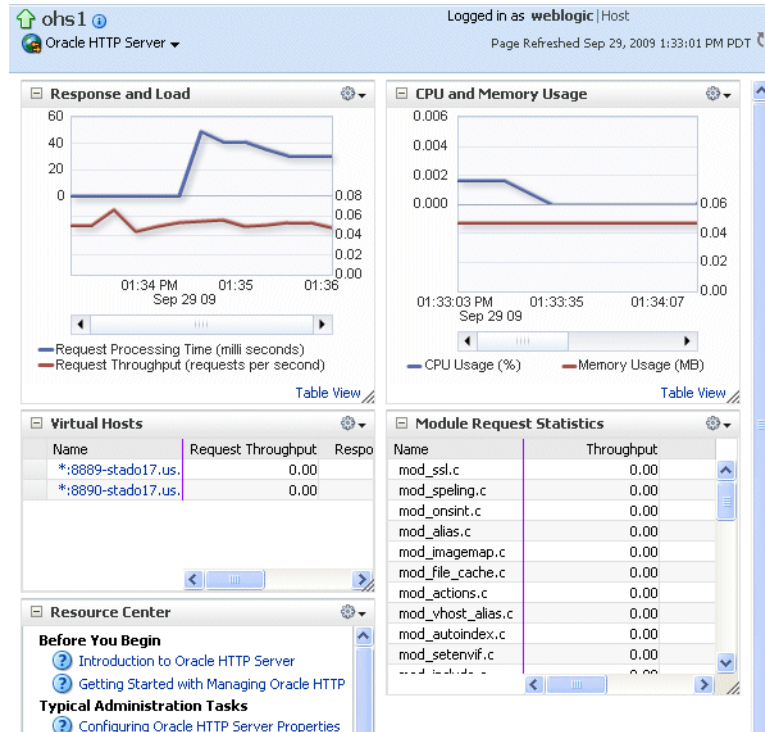 ohs1
Logged in as weblogic|Host
Oracle HTTP Server
Page Refreshed Sep 29, 2009 1:33:01 PM PDT
Response and Load
60
40
20
0
0.08
0.06
0.04
0.02
0.00
01:34 PM 01:35 01:36
Sep 29 09
Request Processing Time (milli seconds)
Request Throughput (requests per second)
Table View
CPU and Memory Usage
0.006
0.004
0.002
0.000
0.06
0.04
0.02
0.00
01:33:03 PM 01:33:35 01:34:07
Sep 29 09
CPU Usage (%) Memory Usage (MB)
Table View
Virtual Hosts
Name Request Throughput Respo
*:8889-stado17.us. 0.00
*:8890-stado17.us. 0.00
Module Request Statistics
Name Throughput
mod_ssl.c 0.00
mod_speling.c 0.00
mod_onsint.c 0.00
mod_alias.c 0.00
mod_imagemap.c 0.00
mod_file_cache.c 0.00
mod_actions.c 0.00
mod_vhost_alias.c 0.00
mod_autoindex.c 0.00
mod_setenvif.c 0.00
Resource Center
Before You Begin
Introduction to Oracle HTTP Server
Getting Started with Managing Oracle HTTP
Typical Administration Tasks
Configuring Oracle HTTP Server Properties